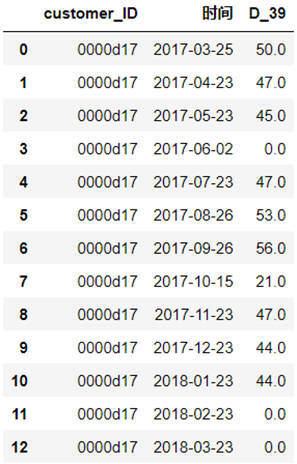 customer_ID 时间 D_39
0 0000d17 2017-03-25 50.0
1 0000d17 2017-04-23 47.0
2 0000d17 2017-05-23 45.0
3 0000d17 2017-06-02 0.0
4 0000d17 2017-07-23 47.0
5 0000d17 2017-08-26 53.0
6 0000d17 2017-09-26 56.0
7 0000d17 2017-10-15 21.0
8 0000d17 2017-11-23 47.0
9 0000d17 2017-12-23 44.0
10 0000d17 2018-01-23 44.0
11 0000d17 2018-02-23 0.0
12 0000d17 2018-03-23 0.0